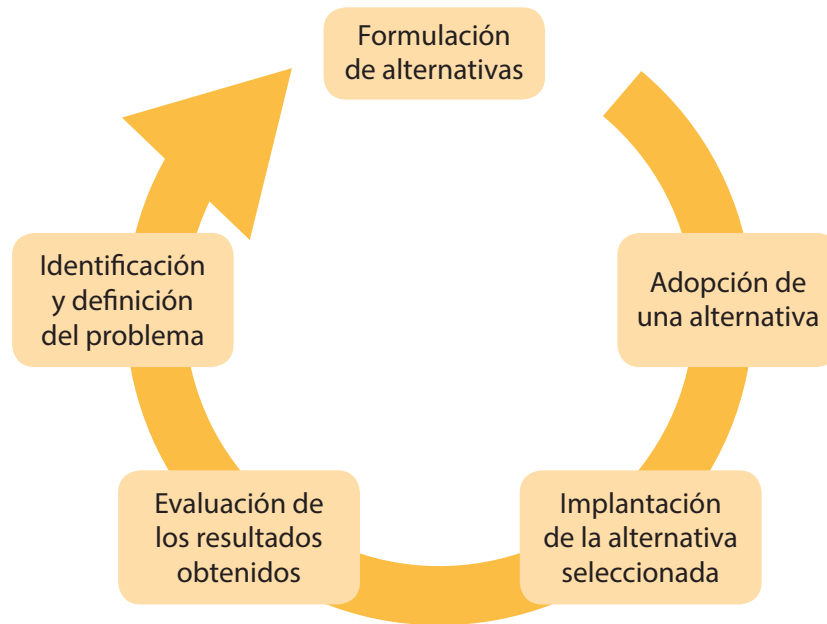 Formulación
de alternativas
Adopción de
una alternativa
Implantación
de la alternativa
seleccionada
Evaluación de
los resultados
obtenidos
Identificación
y definición
del problema